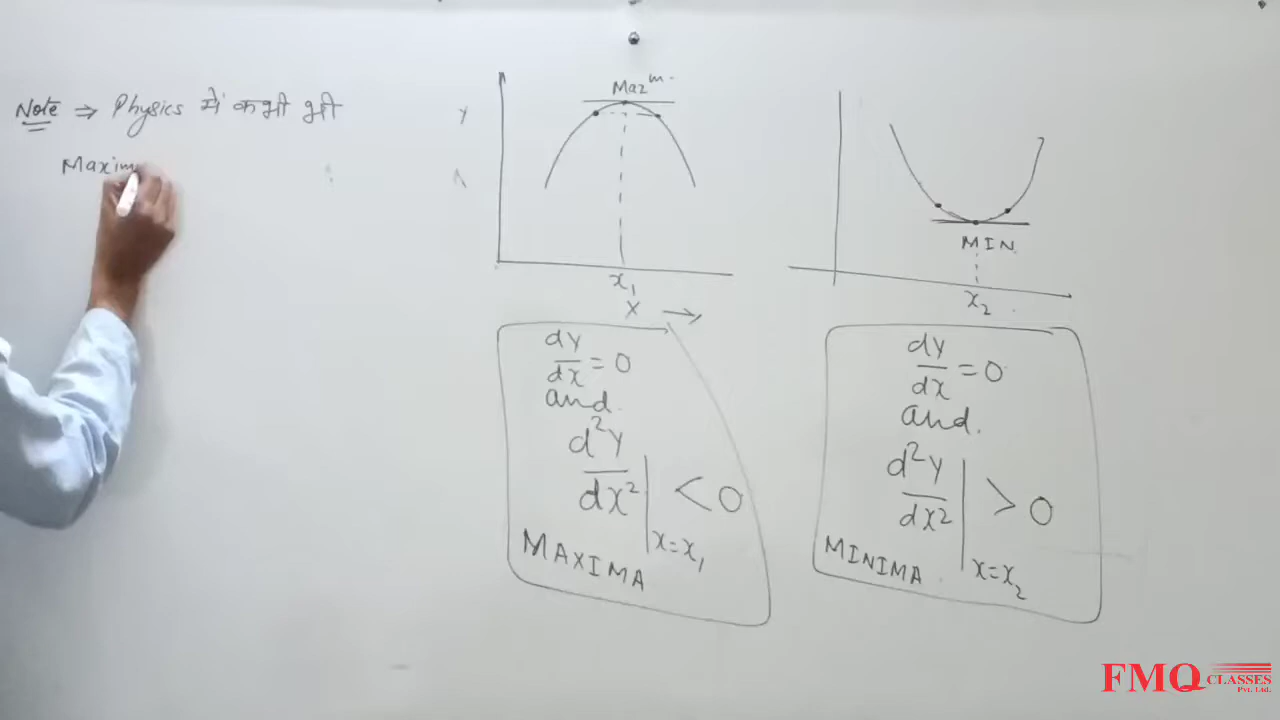 Note ⇒ Physics में कभी भी
Maxim
Maz^m.
Y
x₁
X →
dy/dx = 0
and.
d²y/dx² |x=x₁ < 0
MAXIMA
MIN
x₂
dy/dx = 0
and.
d²y/dx² |x=x₂ > 0
MINIMA
FMQ CLASSES
Pvt. Ltd.